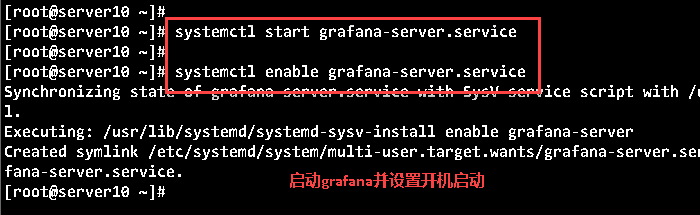 [root@server10 ~]#
[root@server10 ~]# systemctl start grafana-server.service
[root@server10 ~]#
[root@server10 ~]# systemctl enable grafana-server.service
Synchronizing state of grafana-server.service with SysV service script with /u
l.
Executing: /usr/lib/systemd/systemd-sysv-install enable grafana-server
Created symlink /etc/systemd/system/multi-user.target.wants/grafana-server.se
fana-server.service.
[root@server10 ~]#
启动grafana并设置开机启动